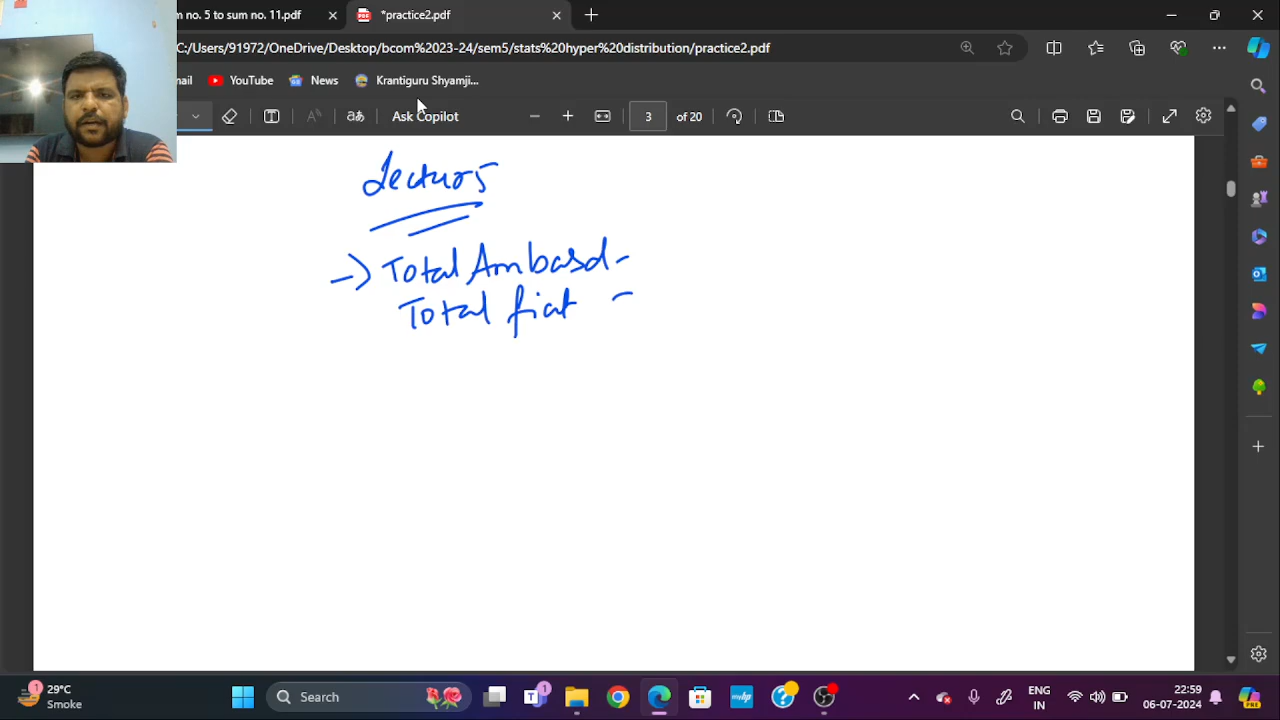 m no. 5 to sum no. 11.pdf
*practice2.pdf
C:/Users/91972/OneDrive/Desktop/bcom%2023-24/sem5/stats%20hyper%20distribution/practice2.pdf
mail YouTube News Krantiguru Shyamji...
Ask Copilot 3 of 20
Lectur5
→ Total Ambasd-
Total fiat -
29°C
Smoke
Search
ENG
IN
22:59
06-07-2024